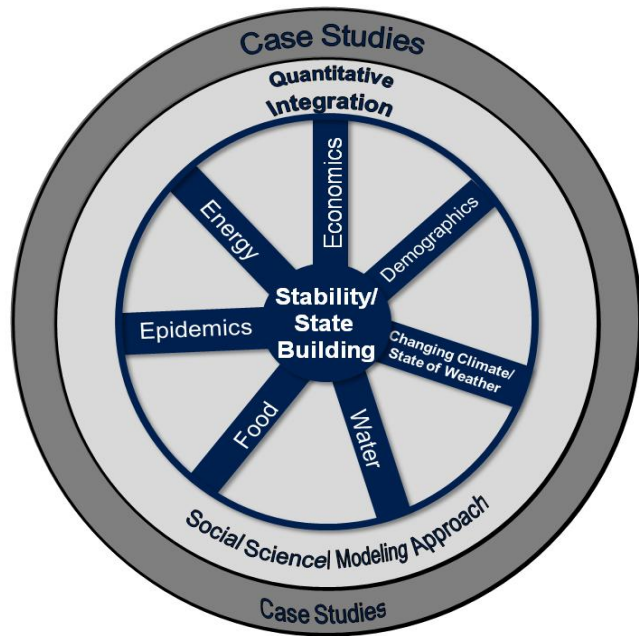 Case Studies
Quantitative
Integration
Economics
Energy
Demographics
Stability/
State
Building
Epidemics
Changing Climate/
State of Weather
Food
Water
Social Science/ Modeling Approach
Case Studies